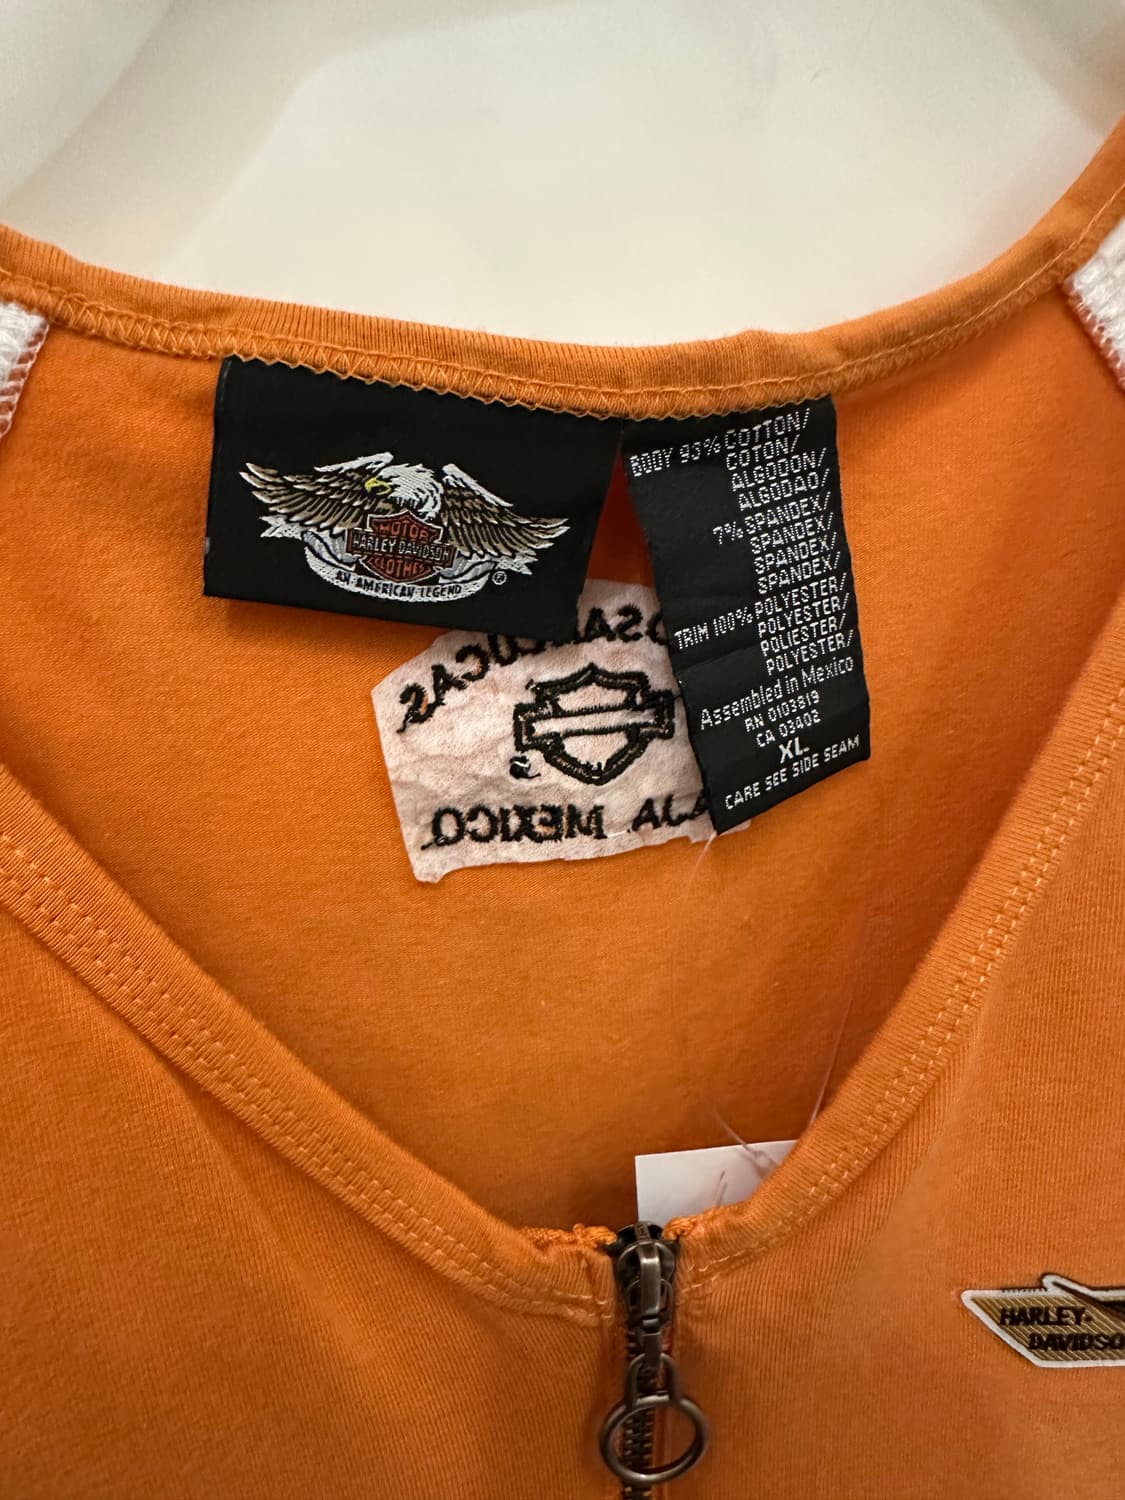 MOTOR
HARLEY-DAVIDSON
CLOTHES
AN AMERICAN LEGEND
®
BODY 93% COTTON/
COTON/
ALGODON/
ALGODAO/
7% SPANDEX/
SPANDEX/
SPANDEX/
SPANDEX/
TRIM 100% POLYESTER/
POLYESTER/
POLIESTER/
POLYESTER/
Assembled in Mexico
RN 0103819
CA 03402
XL
CARE SEE SIDE SEAM
MEXICO
HARLEY-
DAVIDSO